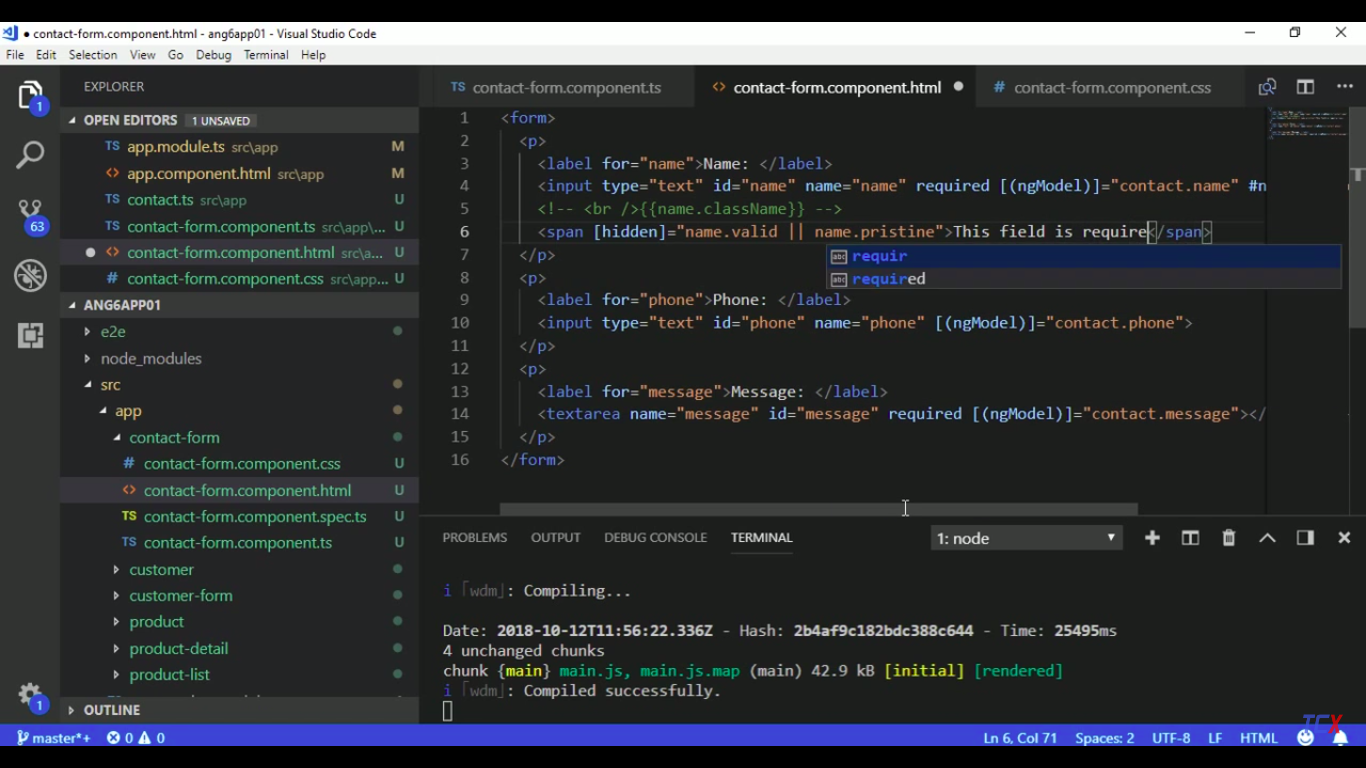 contact-form.component.html - ang6app01 - Visual Studio Code
File Edit Selection View Go Debug Terminal Help
EXPLORER
OPEN EDITORS 1 UNSAVED
TS app.module.ts src\app M
<> app.component.html src\app M
TS contact.ts src\app U
TS contact-form.component.ts src\app\... U
<> contact-form.component.html src\a... U
# contact-form.component.css src\app... U
ANG6APP01
e2e
node_modules
src
app
contact-form
# contact-form.component.css U
<> contact-form.component.html U
TS contact-form.component.spec.ts U
TS contact-form.component.ts U
customer
customer-form
product
product-detail
product-list
OUTLINE
1
63
1
TS contact-form.component.ts <> contact-form.component.html # contact-form.component.css
1 <form>
2 <p>
3 <label for="name">Name: </label>
4 <input type="text" id="name" name="name" required [(ngModel)]="contact.name" #n
5 <!-- <br />{{name.className}} -->
6 <span [hidden]="name.valid || name.pristine">This field is require</span>
7 </p>
8 <p>
9 <label for="phone">Phone: </label>
10 <input type="text" id="phone" name="phone" [(ngModel)]="contact.phone">
11 </p>
12 <p>
13 <label for="message">Message: </label>
14 <textarea name="message" id="message" required [(ngModel)]="contact.message"></
15 </p>
16 </form>
abc requir
abc required
PROBLEMS OUTPUT DEBUG CONSOLE TERMINAL 1: node
i ｢wdm｣: Compiling...
Date: 2018-10-12T11:56:22.336Z - Hash: 2b4af9c182bdc388c644 - Time: 25495ms
4 unchanged chunks
chunk {main} main.js, main.js.map (main) 42.9 kB [initial] [rendered]
i ｢wdm｣: Compiled successfully.
master*+ 0 0 Ln 6, Col 71 Spaces: 2 UTF-8 LF HTML
TCX